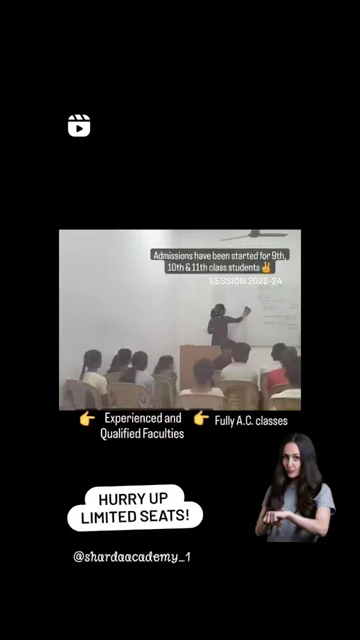 Admissions have been started for 9th,
10th & 11th class students ✌️
SESSION 2023-24
👉 Experienced and
Qualified Faculties
👉 Fully A.C. classes
HURRY UP
LIMITED SEATS!
@shardaacademy_1